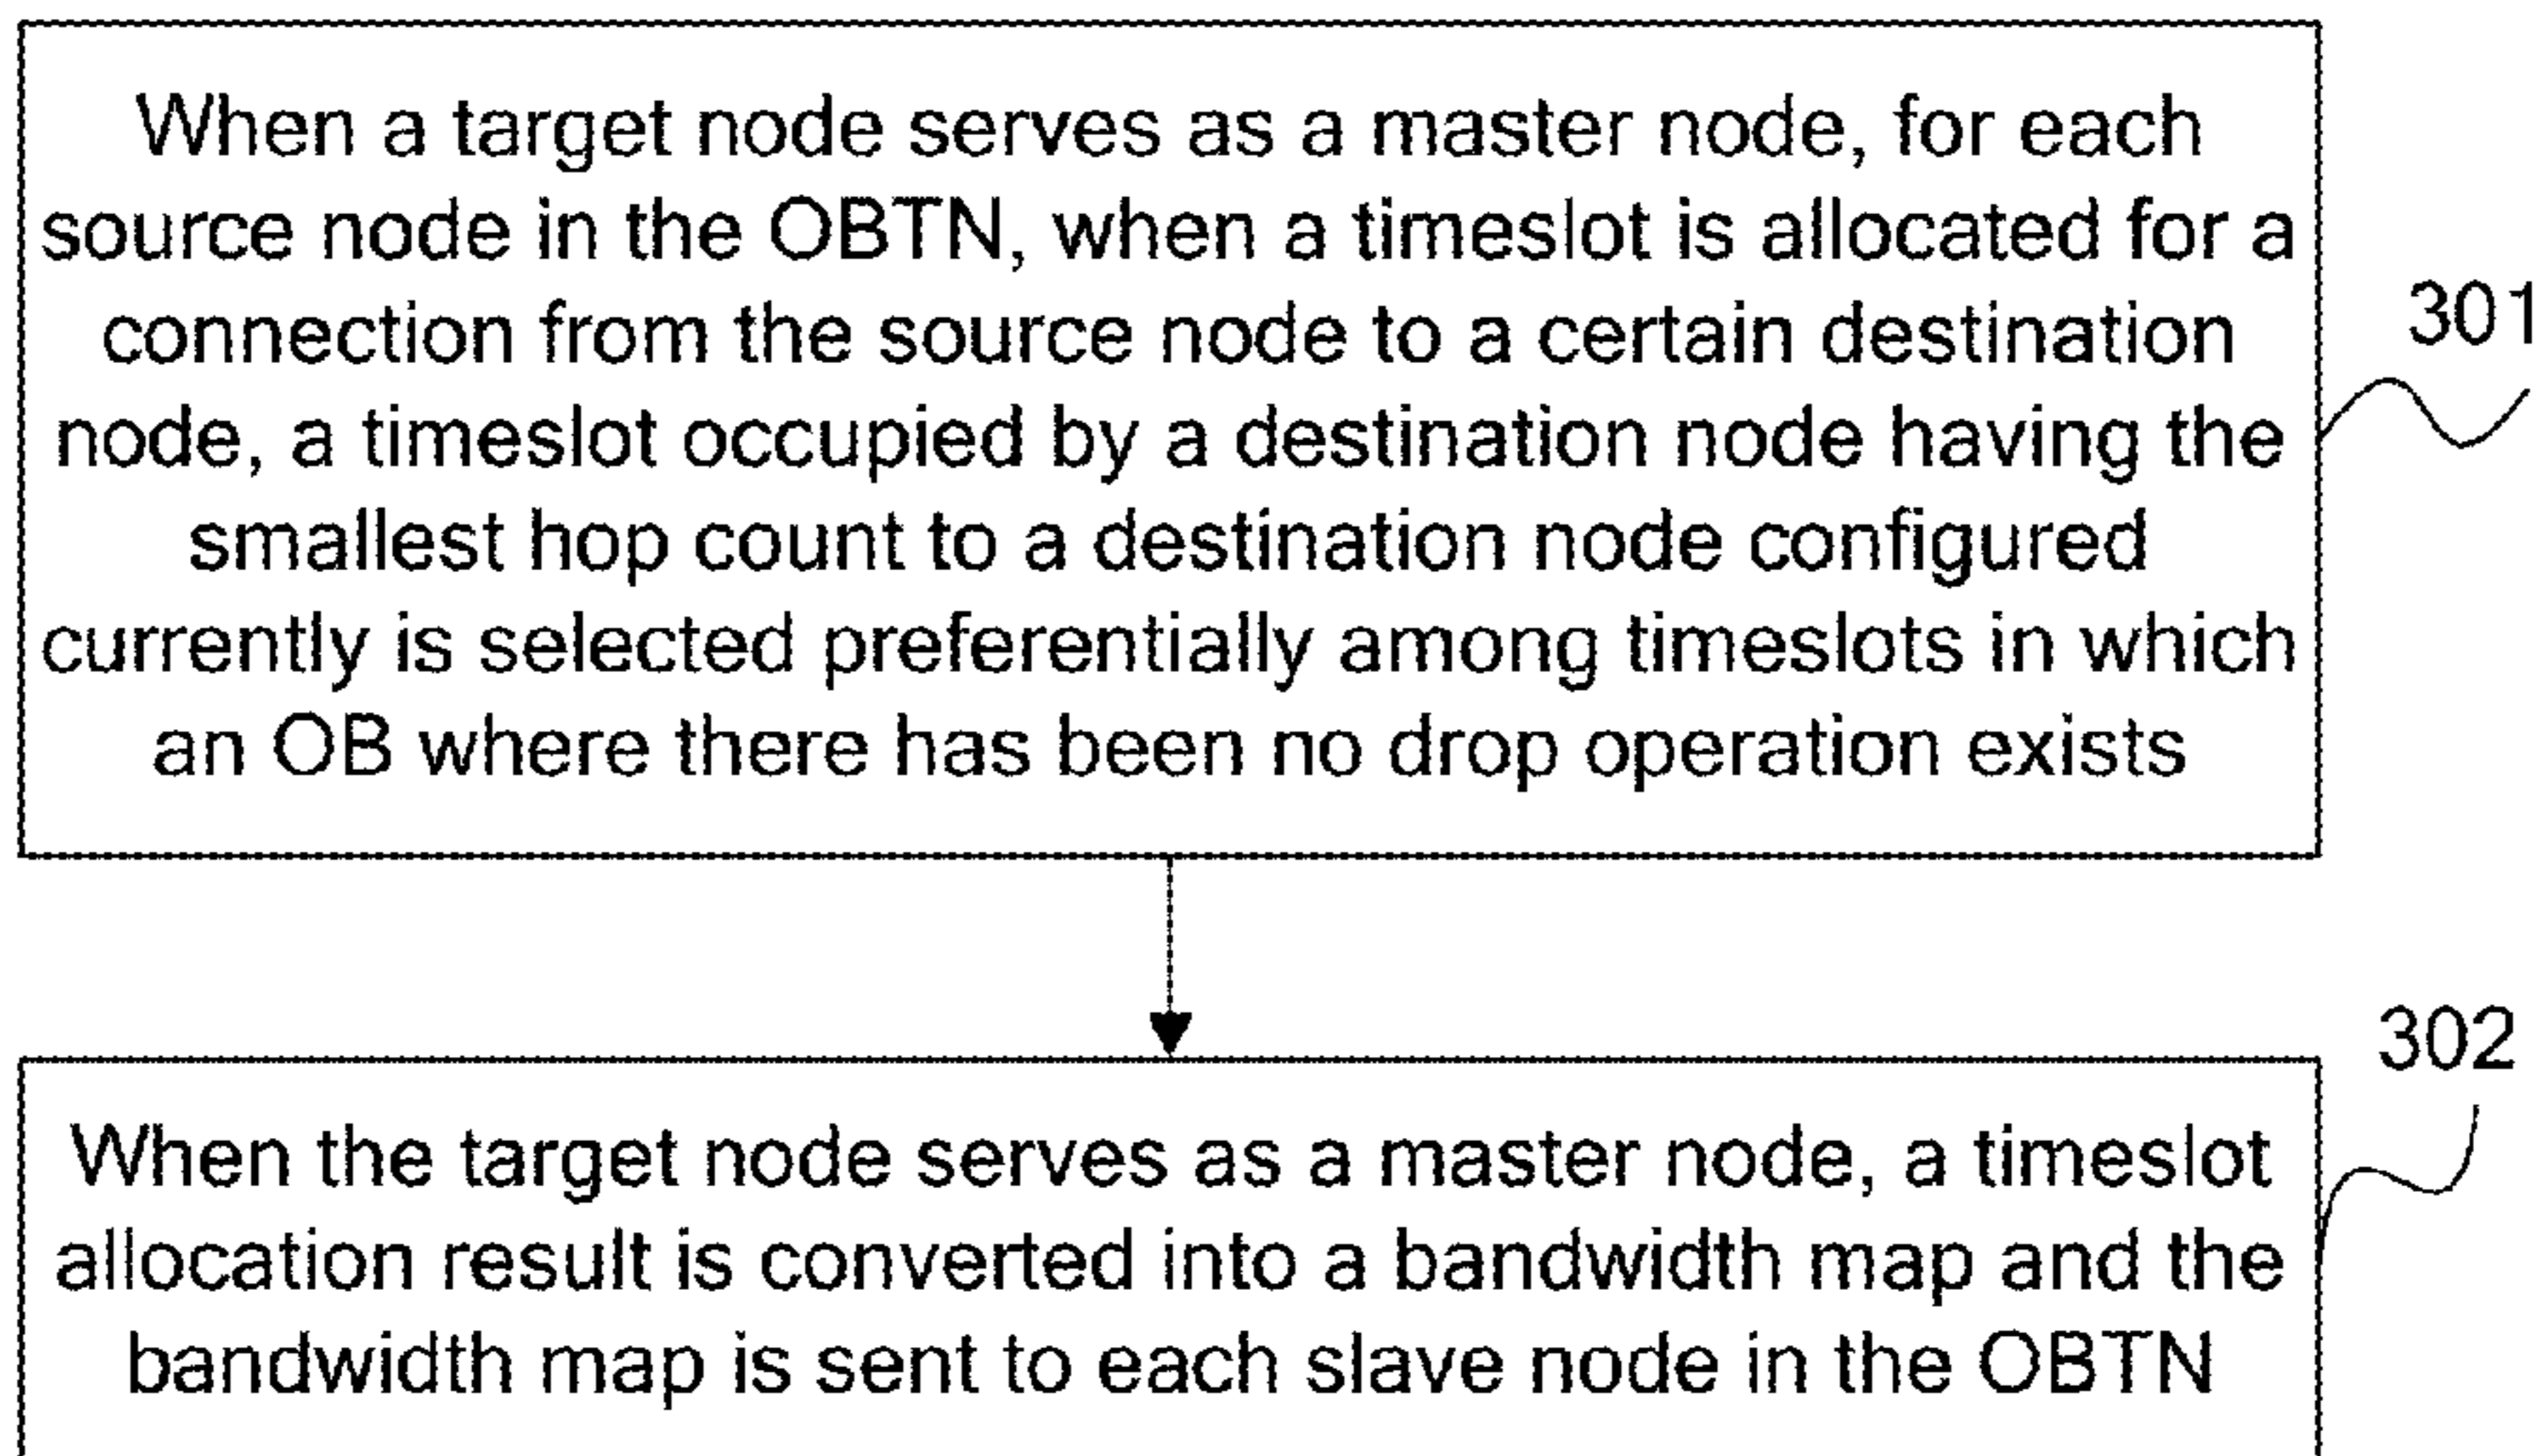 When a target node serves as a master node, for each
source node in the OBTN, when a timeslot is allocated for a
connection from the source node to a certain destination
node, a timeslot occupied by a destination node having the
smallest hop count to a destination node configured
currently is selected preferentially among timeslots in which
an OB where there has been no drop operation exists
301
302
When the target node serves as a master node, a timeslot
allocation result is converted into a bandwidth map and the
bandwidth map is sent to each slave node in the OBTN